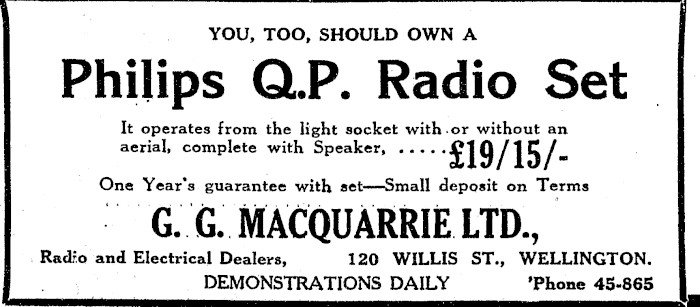 YOU, TOO, SHOULD OWN A
Philips Q.P. Radio Set
It operates from the light socket with or without an
aerial, complete with Speaker, .....£19/15/-
One Year's guarantee with set—Small deposit on Terms
G. G. MACQUARRIE LTD.,
Radio and Electrical Dealers, 120 WILLIS ST., WELLINGTON.
DEMONSTRATIONS DAILY 'Phone 45-865